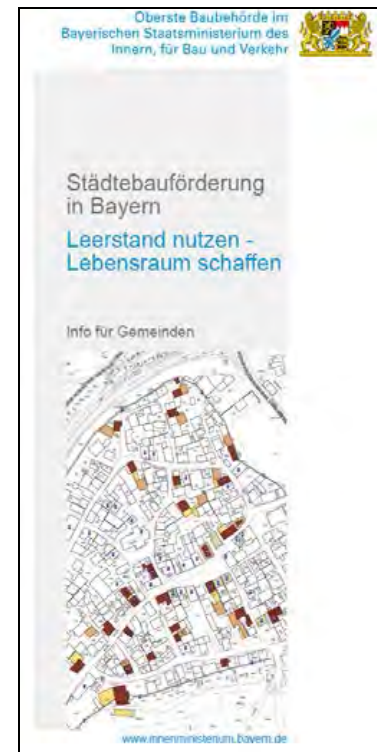 Oberste Baubehörde im
Bayerischen Staatsministerium des
Innern, für Bau und Verkehr
Städtebauförderung
in Bayern
Leerstand nutzen -
Lebensraum schaffen
Info für Gemeinden
www.innenministerium.bayern.de